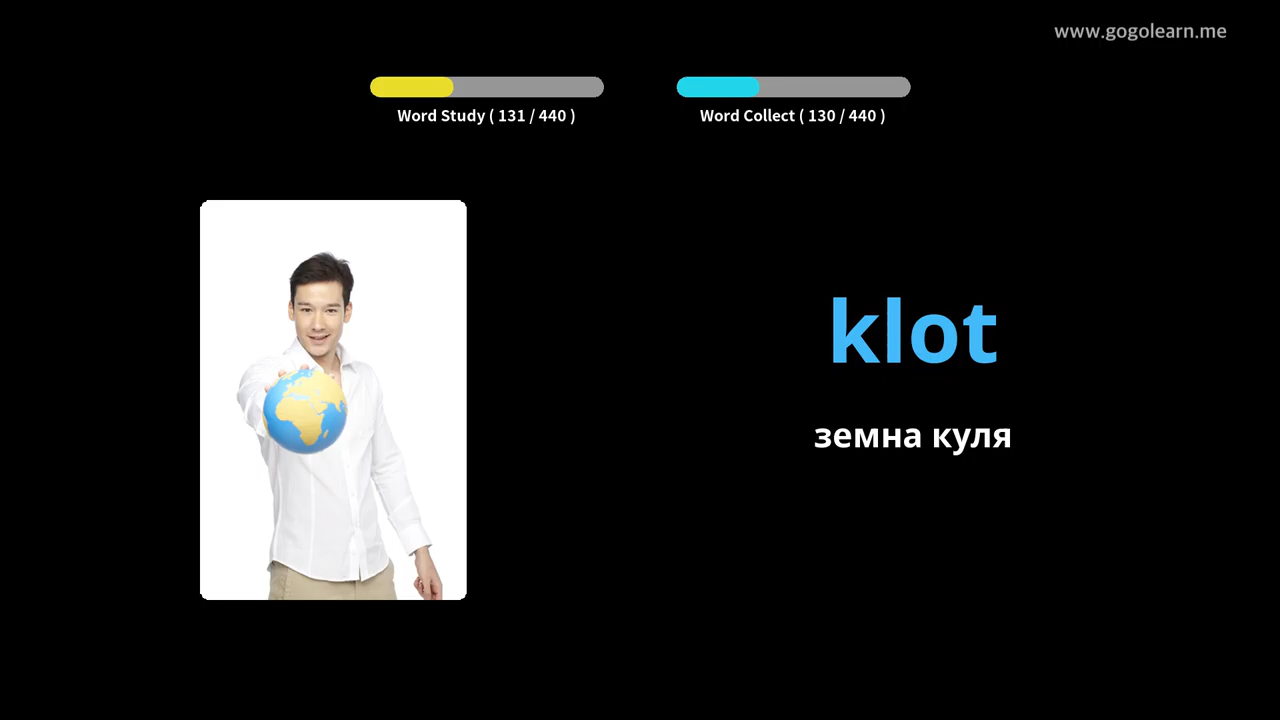 www.gogolearn.me
Word Study ( 131 / 440 )
Word Collect ( 130 / 440 )
klot
земна куля